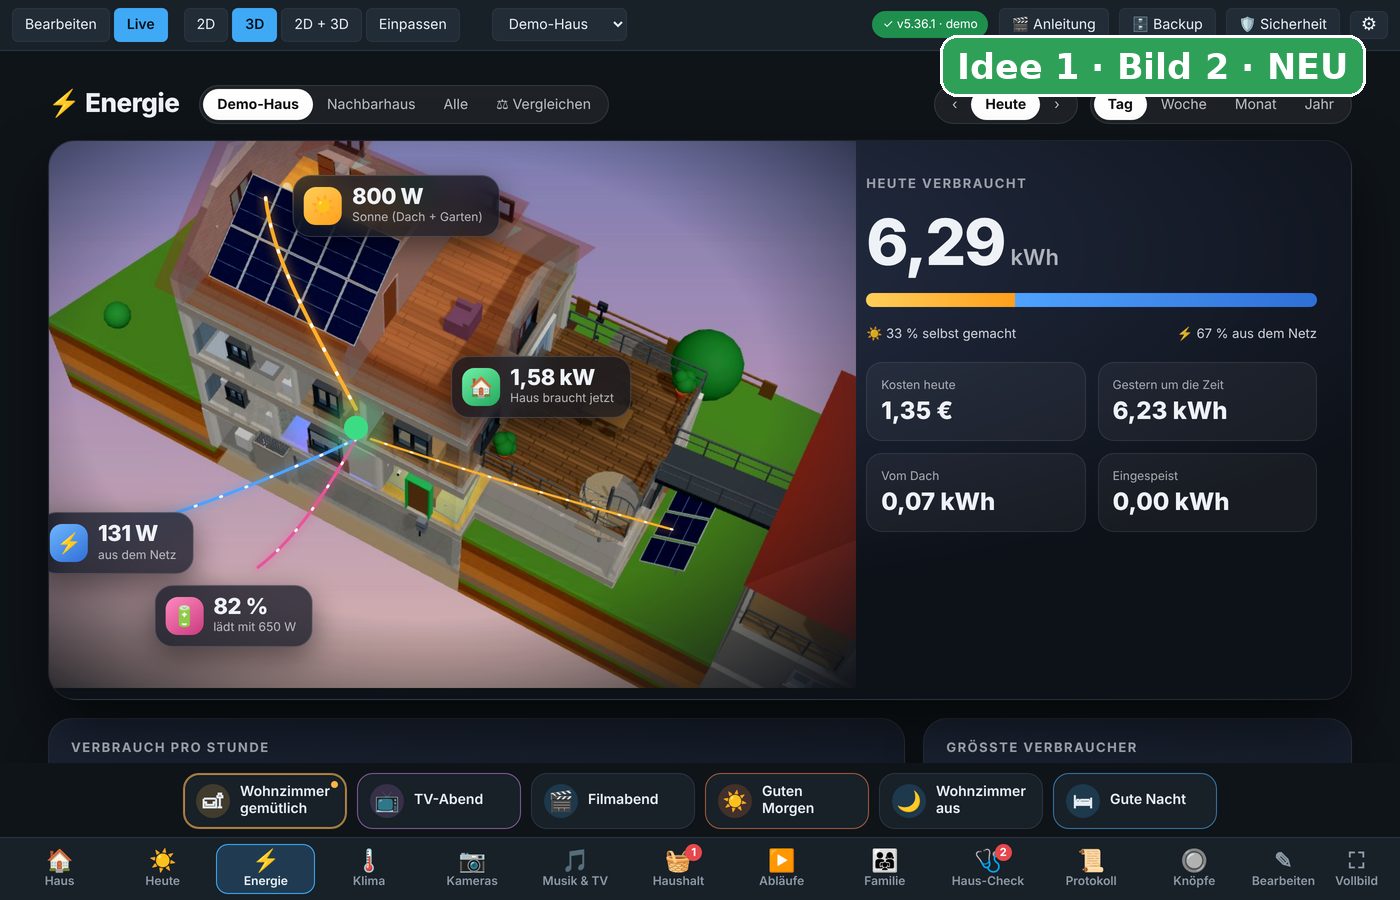 Bearbeiten Live 2D 3D 2D + 3D Einpassen Demo-Haus ✓ v5.36.1 · demo Anleitung Backup Sicherheit
Idee 1 · Bild 2 · NEU
Energie Demo-Haus Nachbarhaus Alle Vergleichen ‹ Heute › Tag Woche Monat Jahr
800 W
Sonne (Dach + Garten)
1,58 kW
Haus braucht jetzt
131 W
aus dem Netz
82 %
lädt mit 650 W
HEUTE VERBRAUCHT
6,29 kWh
33 % selbst gemacht 67 % aus dem Netz
Kosten heute
1,35 €
Gestern um die Zeit
6,23 kWh
Vom Dach
0,07 kWh
Eingespeist
0,00 kWh
VERBRAUCH PRO STUNDE
GRÖSSTE VERBRAUCHER
Wohnzimmer
gemütlich
TV-Abend
Filmabend
Guten
Morgen
Wohnzimmer
aus
Gute Nacht
Haus Heute Energie Klima Kameras Musik & TV Haushalt 1 Abläufe Familie Haus-Check 2 Protokoll Knöpfe Bearbeiten Vollbild